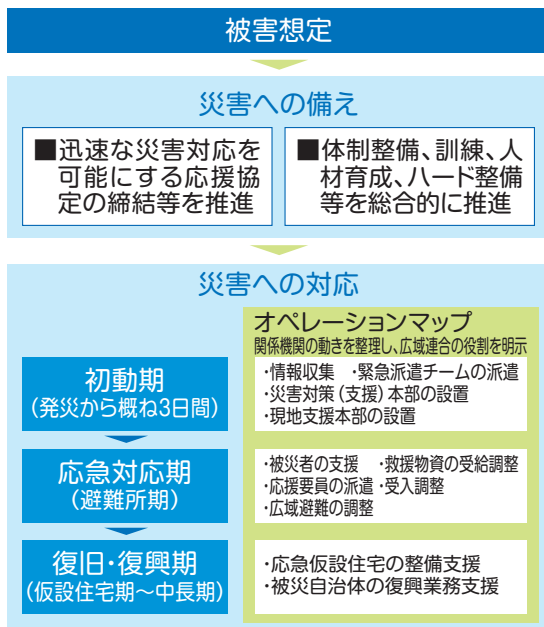 被害想定
災害への備え
■迅速な災害対応を
可能にする応援協
定の締結等を推進
■体制整備、訓練、人
材育成、ハード整備
等を総合的に推進
災害への対応
オペレーションマップ
関係機関の動きを整理し、広域連合の役割を明示
初動期
(発災から概ね3日間)
・情報収集 ・緊急派遣チームの派遣
・災害対策(支援)本部の設置
・現地支援本部の設置
応急対応期
(避難所期)
・被災者の支援 ・救援物資の受給調整
・応援要員の派遣・受入調整
・広域避難の調整
復旧・復興期
(仮設住宅期～中長期)
・応急仮設住宅の整備支援
・被災自治体の復興業務支援